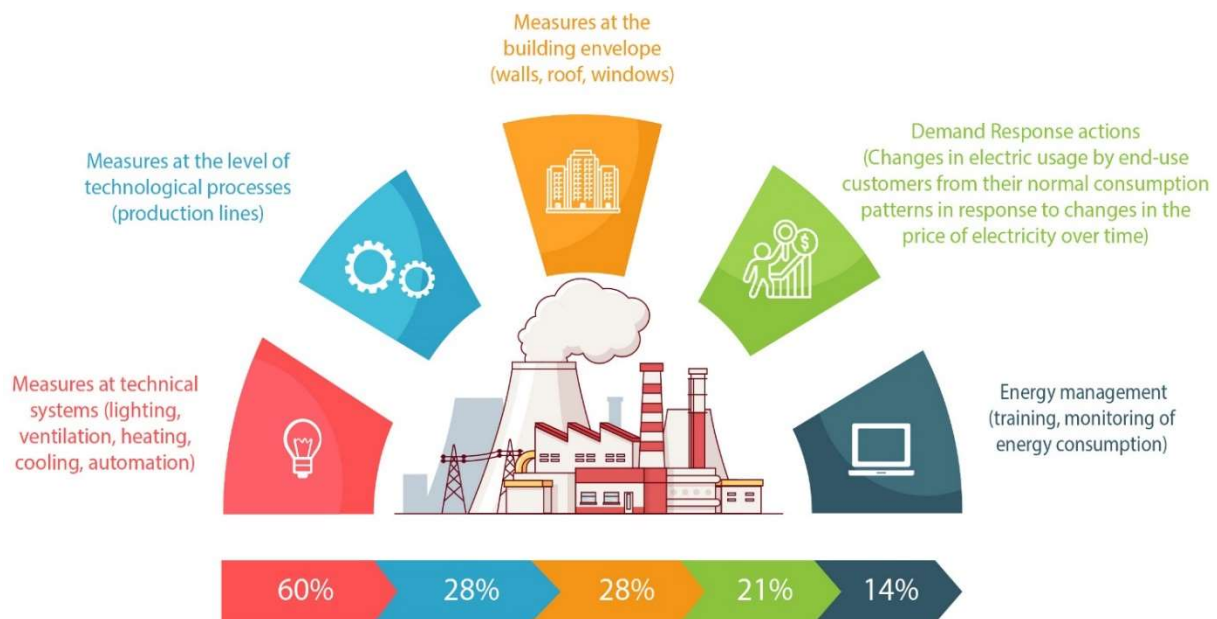 Measures at the
building envelope
(walls, roof, windows)
Measures at the level of
technological processes
(production lines)
Demand Response actions
(Changes in electric usage by end-use
customers from their normal consumption
patterns in response to changes in the
price of electricity over time)
$
Measures at technical
systems (lighting,
ventilation, heating,
cooling, automation)
Energy management
(training, monitoring of
energy consumption)
60%
28%
28%
21%
14%